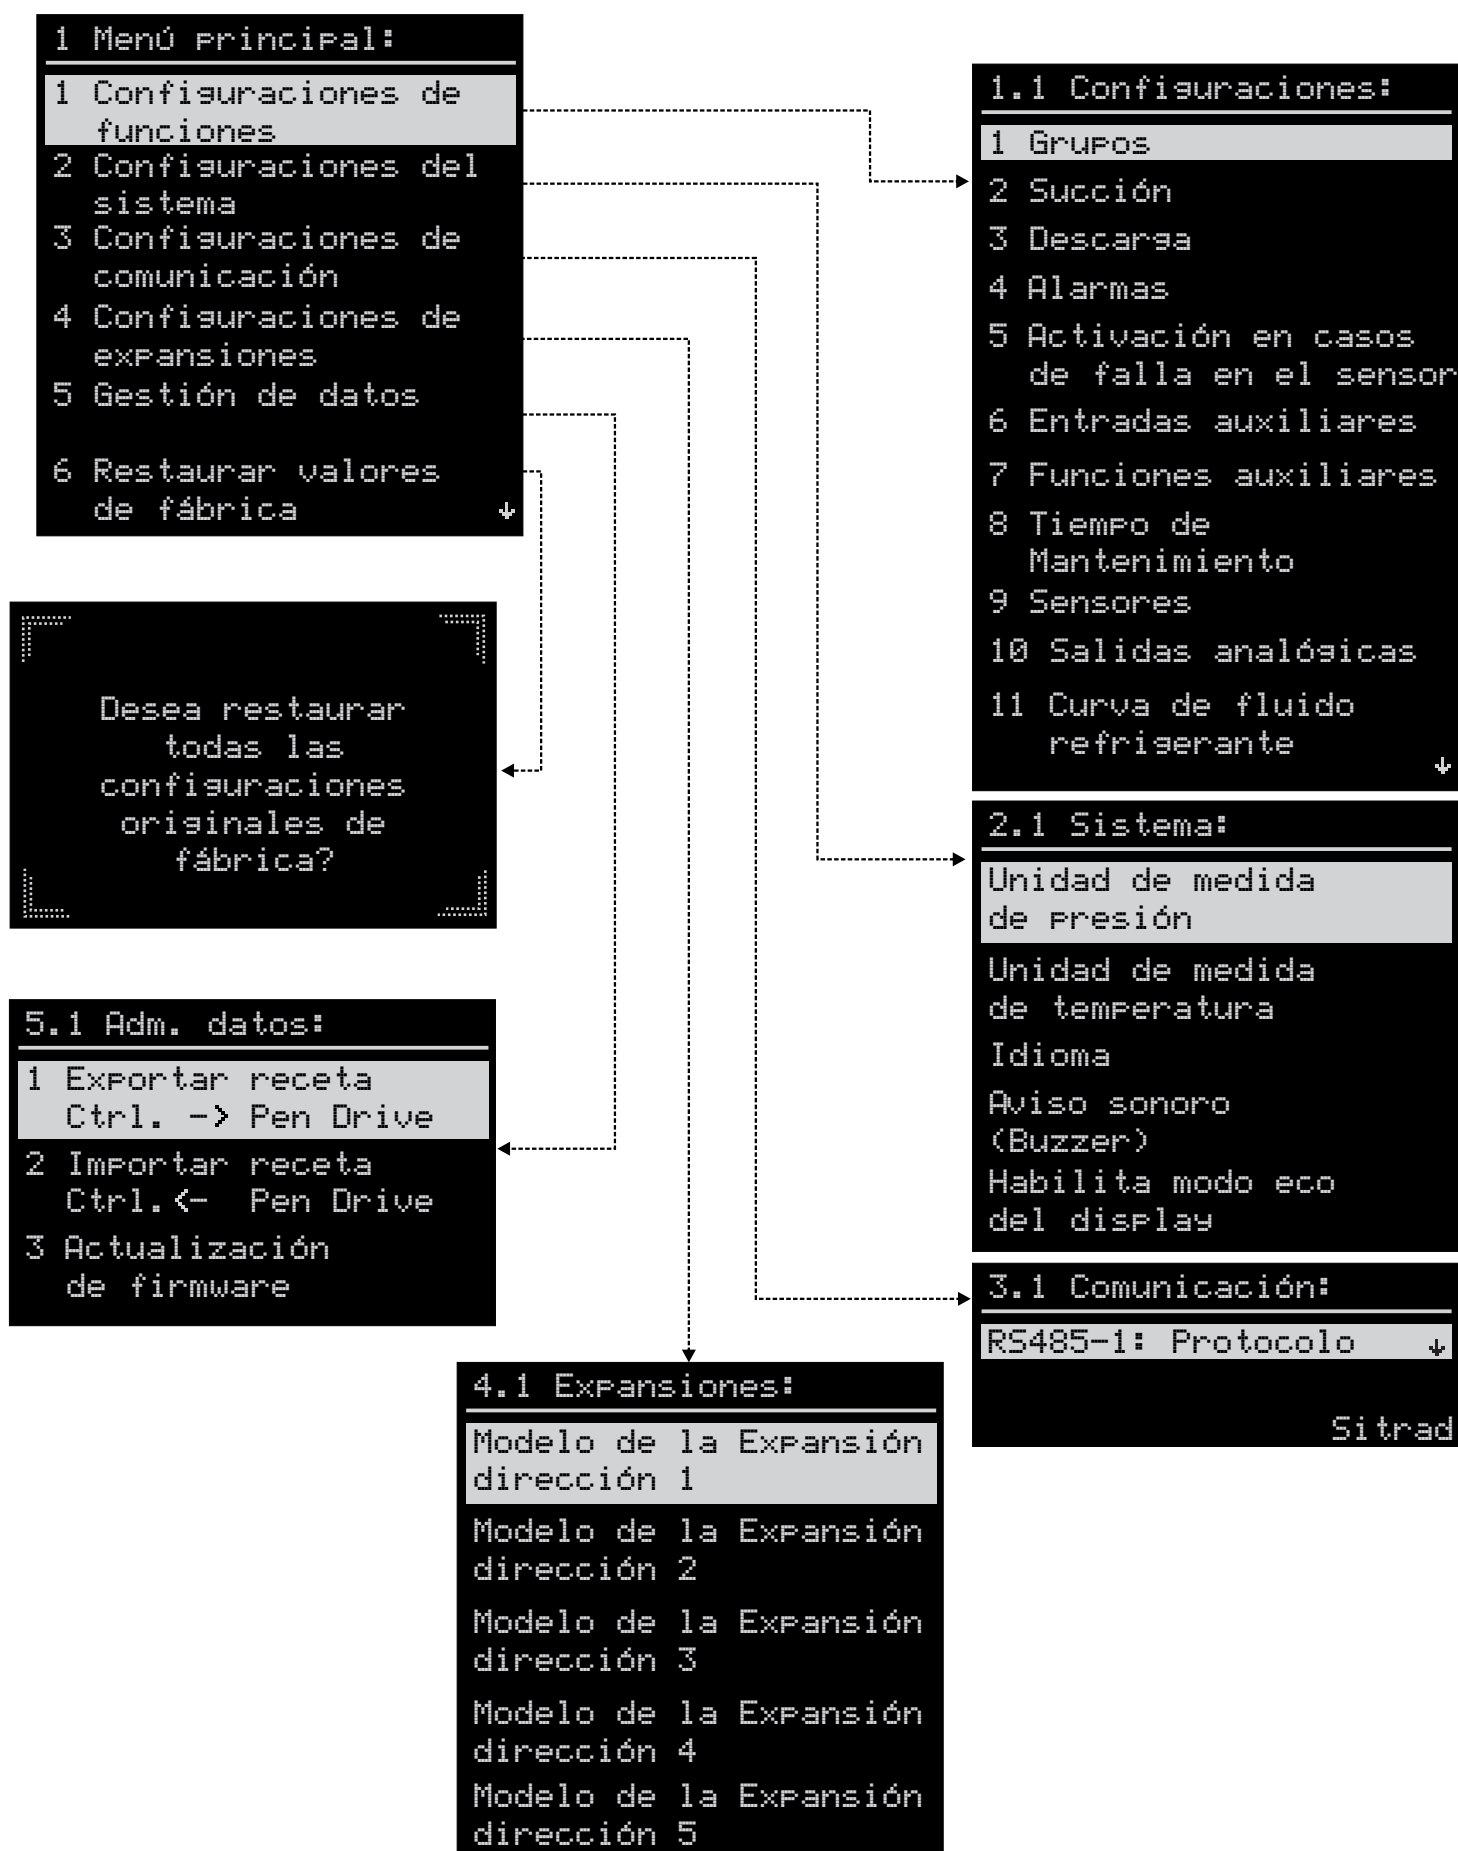 1 Menú principal:
1 Configuraciones de
funciones
2 Configuraciones del
sistema
3 Configuraciones de
comunicación
4 Configuraciones de
expansiones
5 Gestión de datos
6 Restaurar valores
de fábrica
Desea restaurar
todas las
configuraciones
originales de
fábrica?
5.1 Adm. datos:
1 Exportar receta
Ctrl. -> Pen Drive
2 Importar receta
Ctrl.<- Pen Drive
3 Actualización
de firmware
4.1 Expansiones:
Modelo de la Expansión
dirección 1
Modelo de la Expansión
dirección 2
Modelo de la Expansión
dirección 3
Modelo de la Expansión
dirección 4
Modelo de la Expansión
dirección 5
1.1 Configuraciones:
1 Grupos
2 Succión
3 Descarga
4 Alarmas
5 Activación en casos
de falla en el sensor
6 Entradas auxiliares
7 Funciones auxiliares
8 Tiempo de
Mantenimiento
9 Sensores
10 Salidas analógicas
11 Curva de fluido
refrigerante
2.1 Sistema:
Unidad de medida
de presión
Unidad de medida
de temperatura
Idioma
Aviso sonoro
(Buzzer)
Habilita modo eco
del display
3.1 Comunicación:
RS485-1: Protocolo
Sitrad